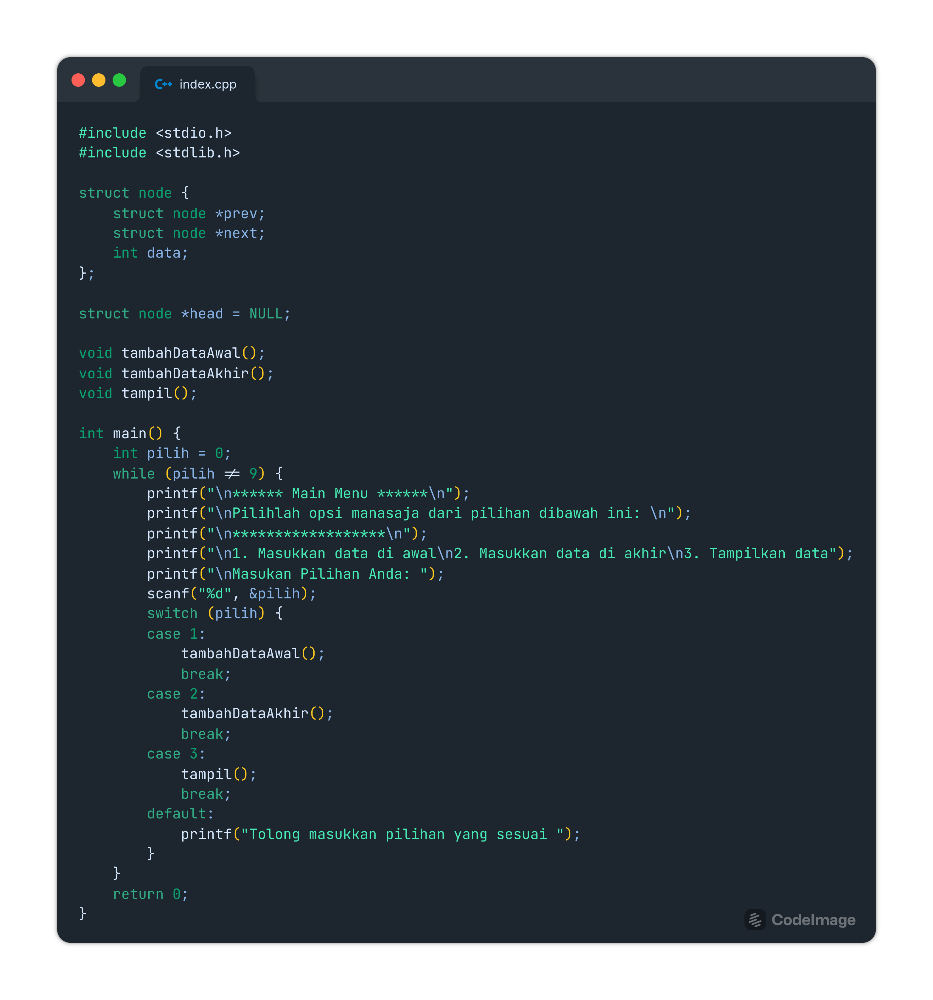 C++ index.cpp
#include <stdio.h>
#include <stdlib.h>

struct node {
    struct node *prev;
    struct node *next;
    int data;
};

struct node *head = NULL;

void tambahDataAwal();
void tambahDataAkhir();
void tampil();

int main() {
    int pilih = 0;
    while (pilih != 9) {
        printf("\n****** Main Menu ******\n");
        printf("\nPilihlah opsi manasaja dari pilihan dibawah ini: \n");
        printf("\n******************\n");
        printf("\n1. Masukkan data di awal\n2. Masukkan data di akhir\n3. Tampilkan data");
        printf("\nMasukan Pilihan Anda: ");
        scanf("%d", &pilih);
        switch (pilih) {
        case 1:
            tambahDataAwal();
            break;
        case 2:
            tambahDataAkhir();
            break;
        case 3:
            tampil();
            break;
        default:
            printf("Tolong masukkan pilihan yang sesuai ");
        }
    }
    return 0;
}
CodeImage